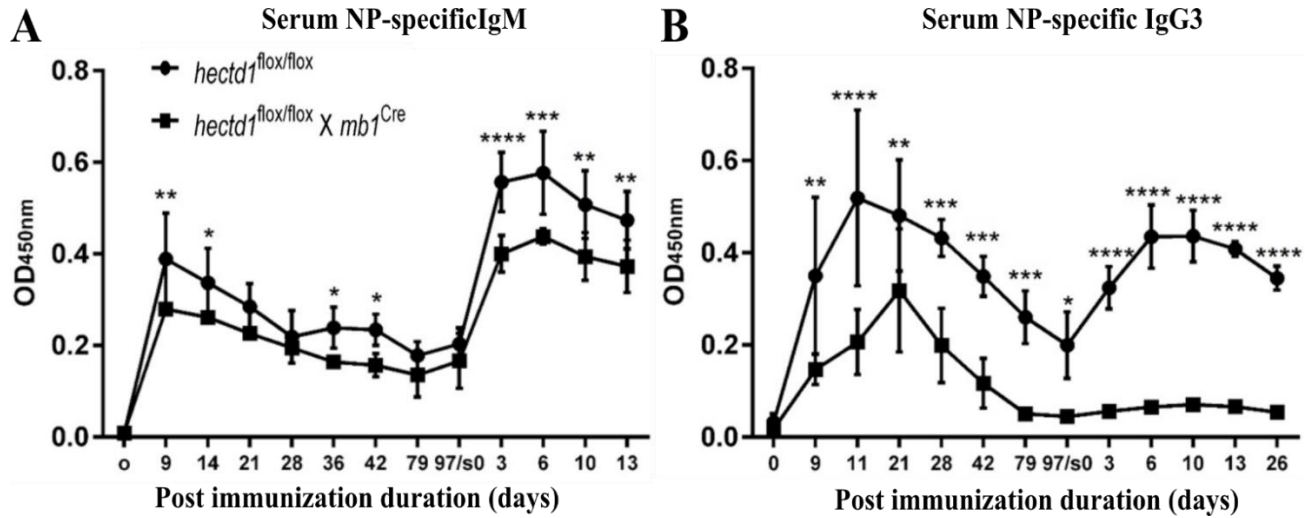 A
Serum NP-specificIgM
hectd1flox/flox
hectd1flox/flox X mb1Cre
OD450nm
0.8
0.6
0.4
0.2
0.0
** * * * **** *** ** **
o 9 14 21 28 36 42 79 97/s0 3 6 10 13
Post immunization duration (days)
B
Serum NP-specific IgG3
OD450nm
0.8
0.6
0.4
0.2
0.0
** **** ** *** *** *** * **** **** **** **** ****
0 9 11 21 28 42 79 97/s0 3 6 10 13 26
Post immunization duration (days)